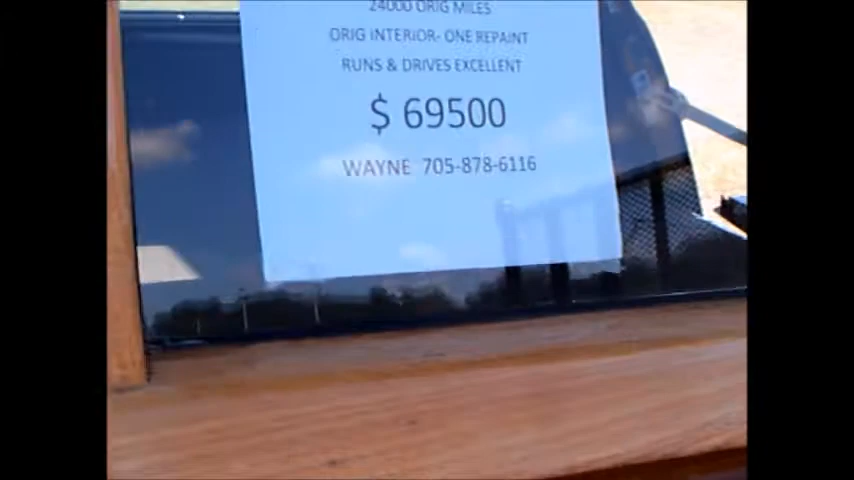 24000 ORIG MILES
ORIG INTERIOR- ONE REPAINT
RUNS & DRIVES EXCELLENT
$ 69500
WAYNE 705-878-6116